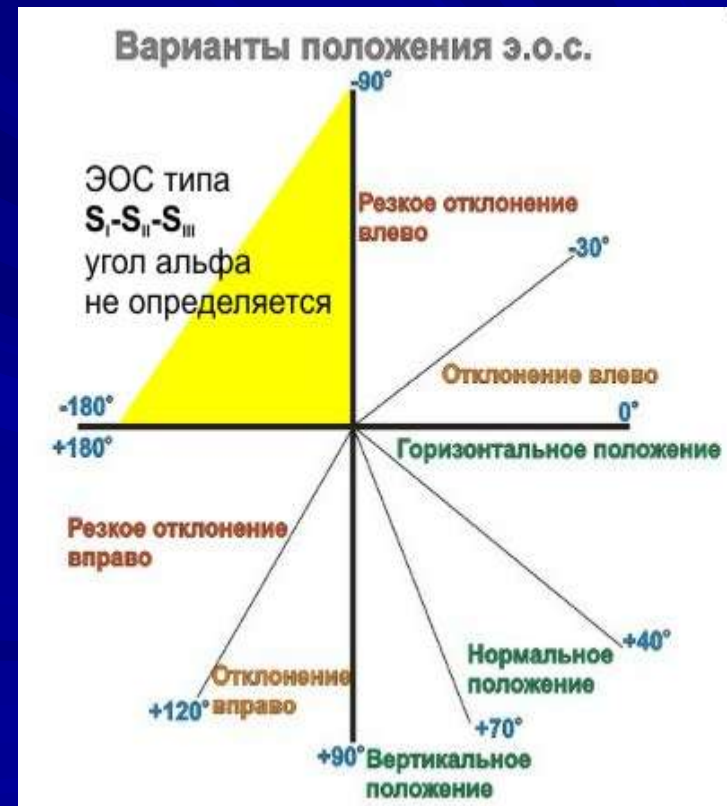 Варианты положения э.о.с.
-90°
ЭОС типа
SI-SII-SIII
угол альфа
не определяется
Резкое отклонение
влево
-30°
Отклонение влево
-180°
0°
+180°
Горизонтальное положение
Резкое отклонение
вправо
+40°
Нормальное
положение
Отклонение
+120° вправо
+70°
+90° Вертикальное
положение